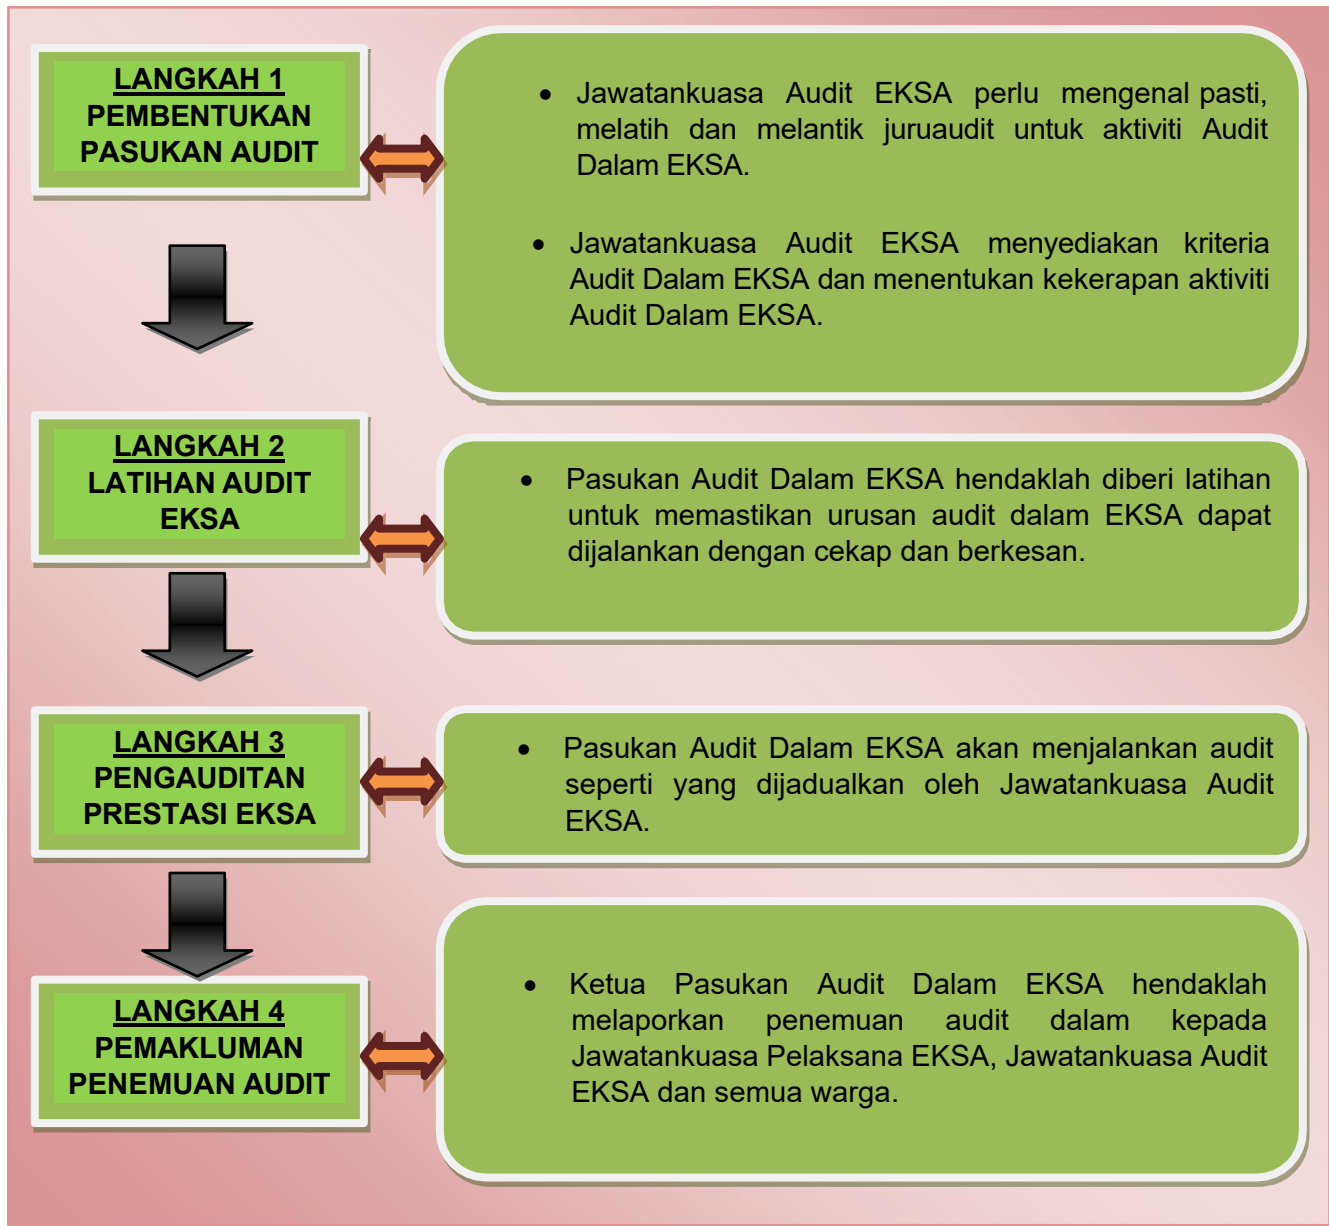 LANGKAH 1
PEMBENTUKAN
PASUKAN AUDIT
• Jawatankuasa Audit EKSA perlu mengenal pasti,
melatih dan melantik juruaudit untuk aktiviti Audit
Dalam EKSA.
• Jawatankuasa Audit EKSA menyediakan kriteria
Audit Dalam EKSA dan menentukan kekerapan aktiviti
Audit Dalam EKSA.
LANGKAH 2
LATIHAN AUDIT
EKSA
• Pasukan Audit Dalam EKSA hendaklah diberi latihan
untuk memastikan urusan audit dalam EKSA dapat
dijalankan dengan cekap dan berkesan.
LANGKAH 3
PENGAUDITAN
PRESTASI EKSA
• Pasukan Audit Dalam EKSA akan menjalankan audit
seperti yang dijadualkan oleh Jawatankuasa Audit
EKSA.
LANGKAH 4
PEMAKLUMAN
PENEMUAN AUDIT
• Ketua Pasukan Audit Dalam EKSA hendaklah
melaporkan penemuan audit dalam kepada
Jawatankuasa Pelaksana EKSA, Jawatankuasa Audit
EKSA dan semua warga.